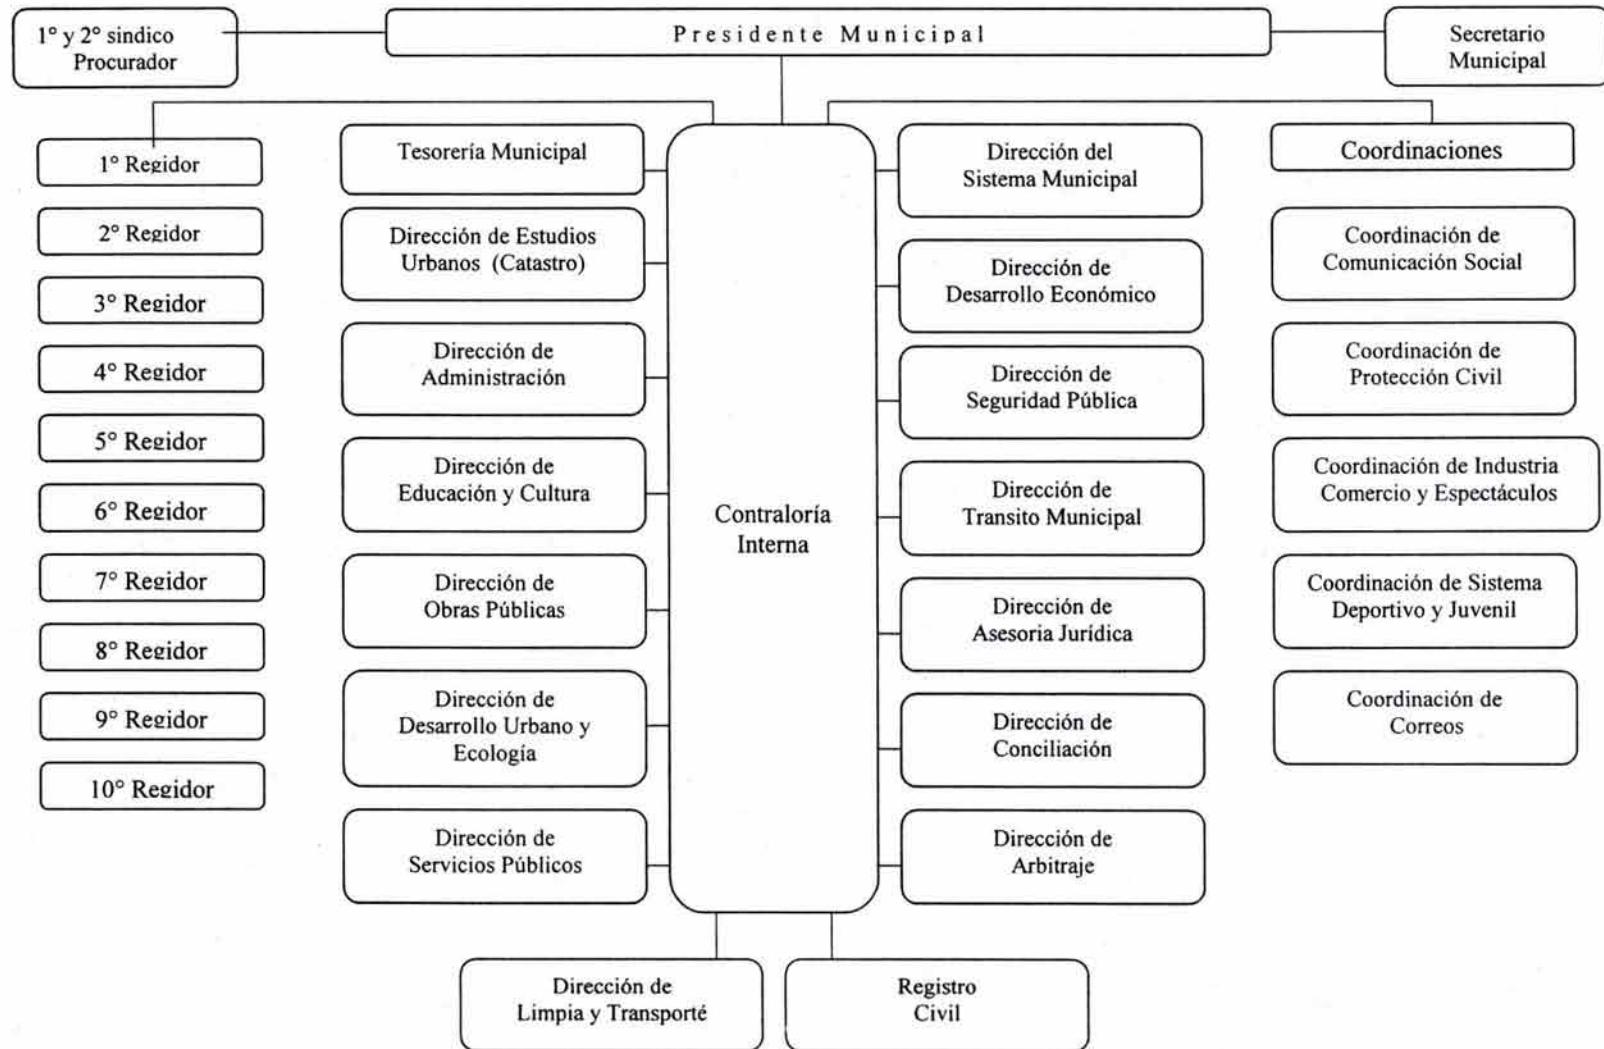 1° y 2° sindico
Procurador
Presidente Municipal
Secretario
Municipal
1° Regidor
2° Regidor
3° Regidor
4° Regidor
5° Regidor
6° Regidor
7° Regidor
8° Regidor
9° Regidor
10° Regidor
Tesorería Municipal
Dirección de Estudios
Urbanos (Catastro)
Dirección de
Administración
Dirección de
Educación y Cultura
Dirección de
Obras Públicas
Dirección de
Desarrollo Urbano y
Ecología
Dirección de
Servicios Públicos
Contraloría
Interna
Dirección del
Sistema Municipal
Dirección de
Desarrollo Económico
Dirección de
Seguridad Pública
Dirección de
Transito Municipal
Dirección de
Asesoria Jurídica
Dirección de
Conciliación
Dirección de
Arbitraje
Coordinaciones
Coordinación de
Comunicación Social
Coordinación de
Protección Civil
Coordinación de Industria
Comercio y Espectáculos
Coordinación de Sistema
Deportivo y Juvenil
Coordinación de
Correos
Dirección de
Limpia y Transporté
Registro
Civil